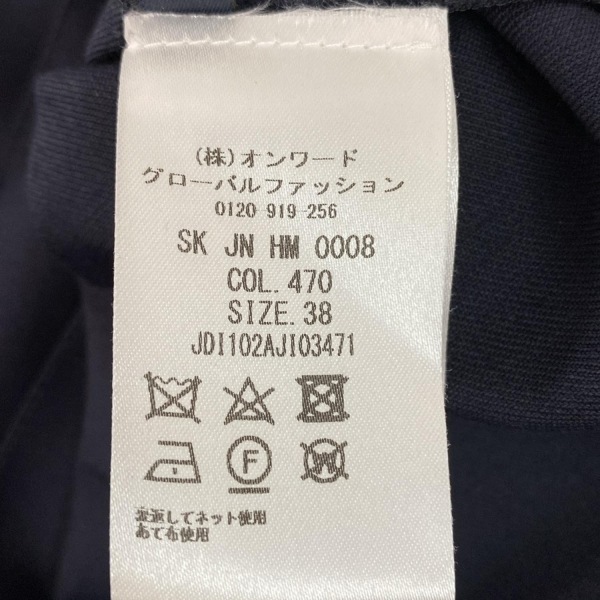 (株)オンワード
グローバルファッション
0120 919-256
SK JN HM 0008
COL.470
SIZE.38
JDI102AJI03471
F
W
裏返してネット使用
あて布使用